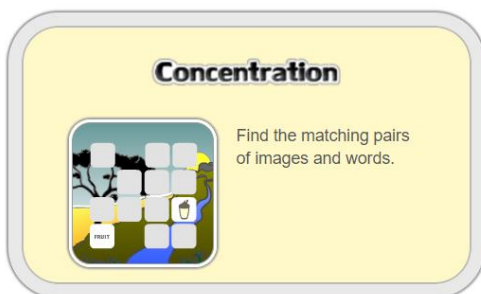 Concentration
Find the matching pairs
of images and words.
FRUIT